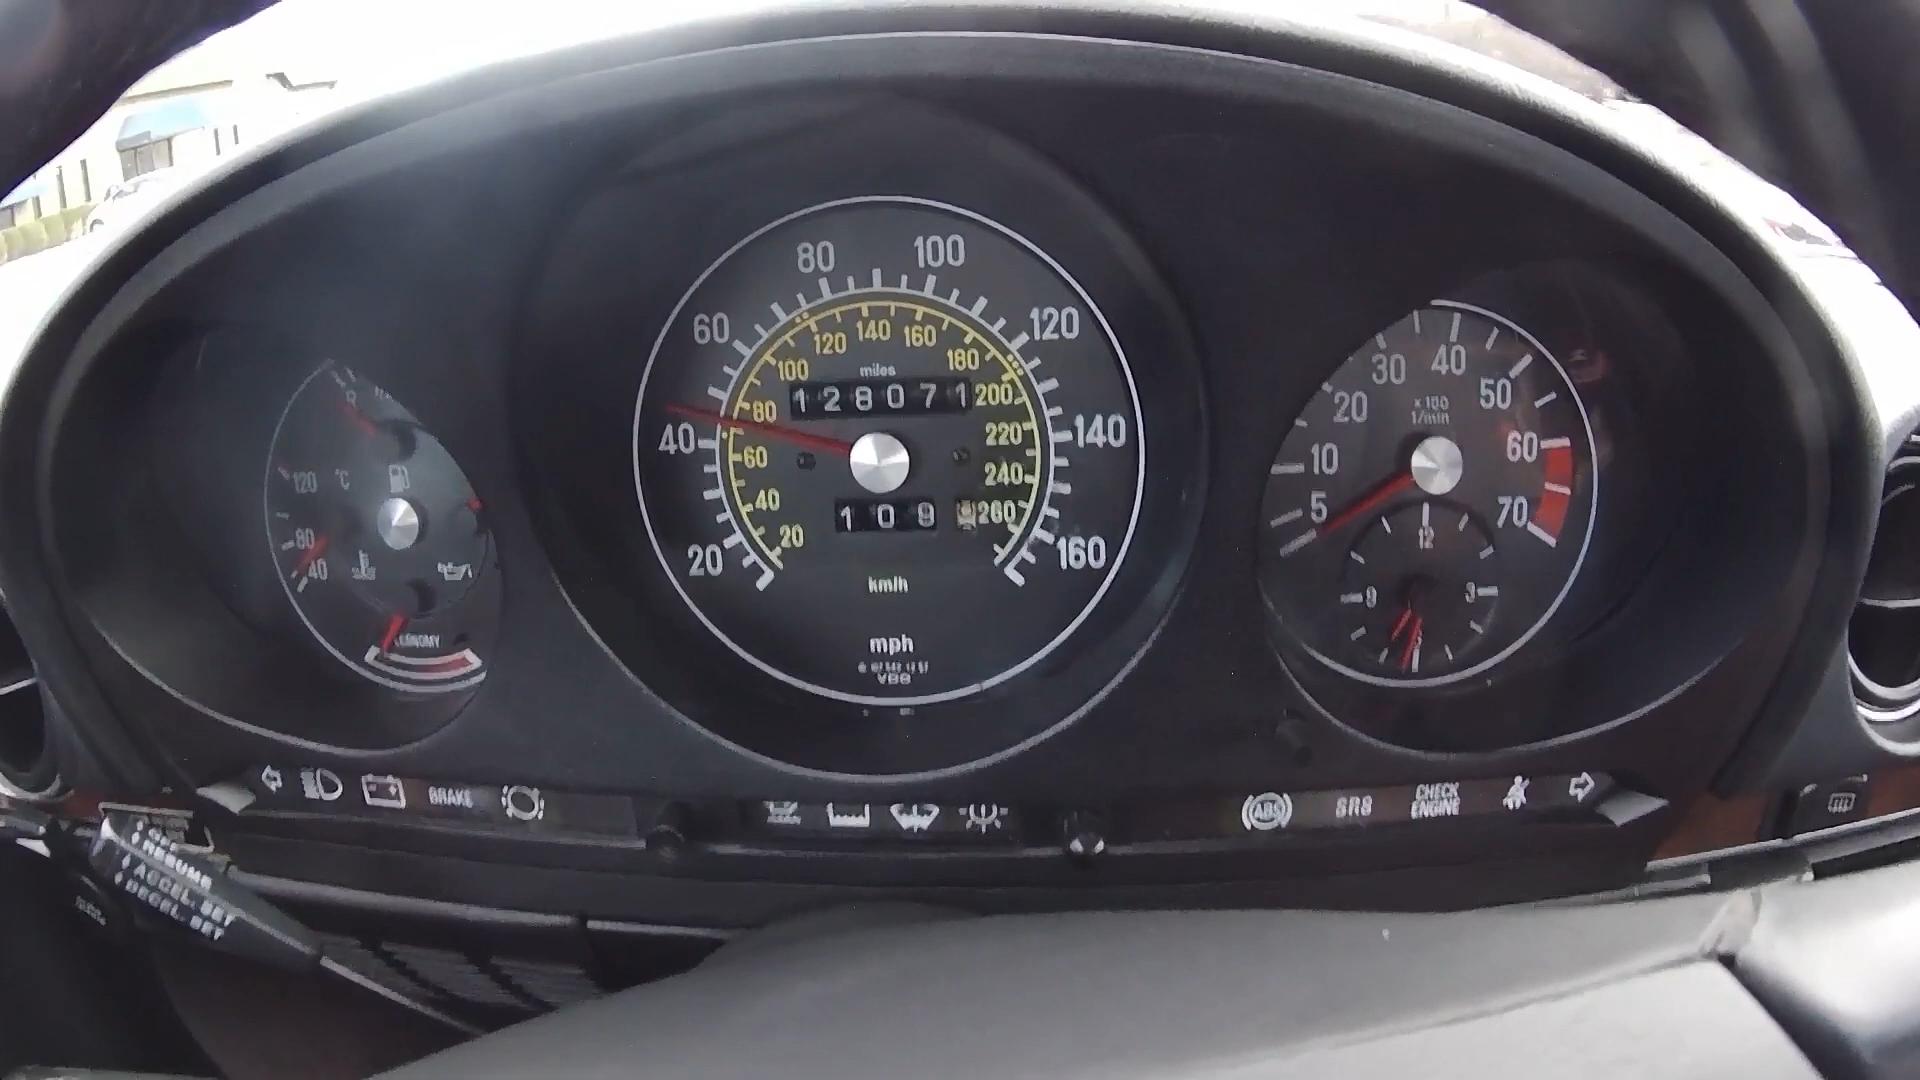 80 100
60 120
40 140
20 160
100 120 140 160 180
80 200
60 220
40 240
20 260
miles
128071
109
km/h
mph
VDO
R
120 °C
80
40
ECONOMY
10 20 30 40 50 60 70
5
x100
1/min
12
9 3
6
BRAKE
ABS
SRS
CHECK
ENGINE
RESUME
ACCEL. SET
DECEL. SET